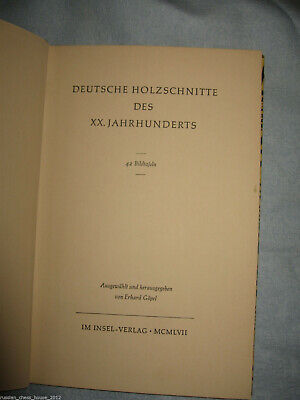 DEUTSCHE HOLZSCHNITTE
DES
XX. JAHRHUNDERTS
42 Bildtafeln
Ausgewählt und herausgegeben
von Erhard Göpel
IM INSEL-VERLAG · MCMLVII
russian_chess_house_2012